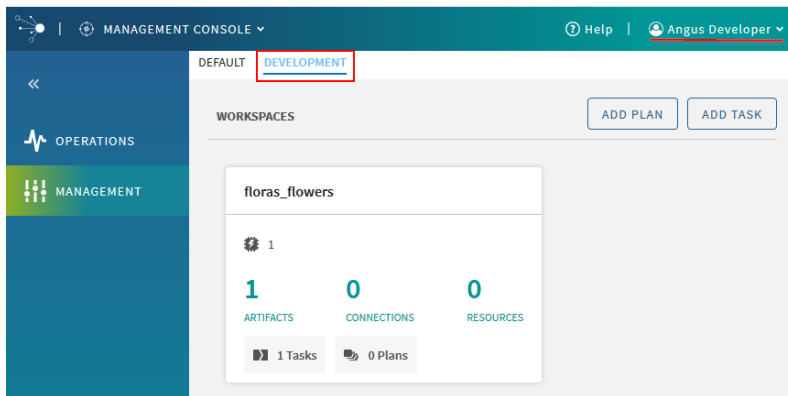 MANAGEMENT CONSOLE
Help | Angus Developer
DEFAULT DEVELOPMENT
WORKSPACES
ADD PLAN ADD TASK
OPERATIONS
MANAGEMENT
floras_flowers
1
1 0 0
ARTIFACTS CONNECTIONS RESOURCES
1 Tasks 0 Plans